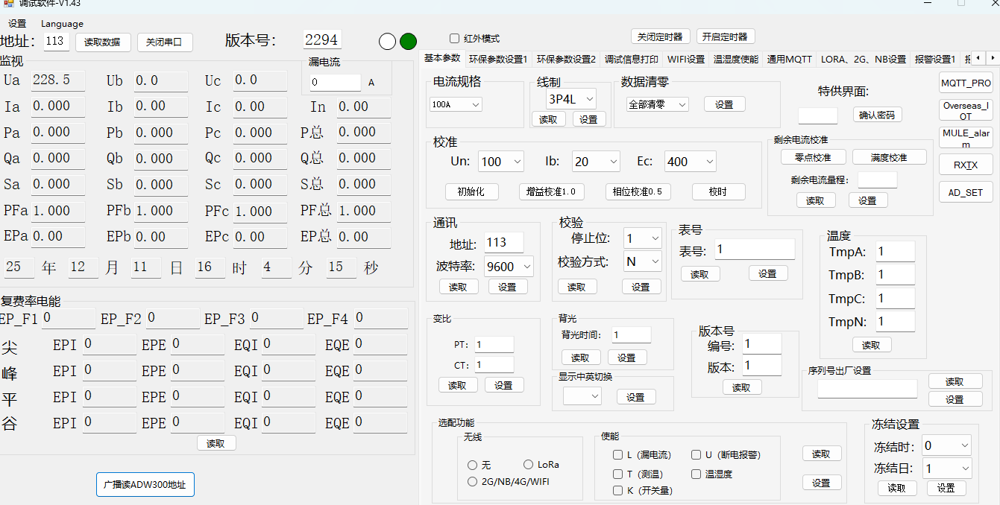 调试软件-V1.43
设置 Language
地址: 113 读取数据 关闭串口 版本号: 2294 红外模式 关闭定时器 开启定时器
监视 漏电流 0 A
Ua 228.5 Ub 0.0 Uc 0.0
Ia 0.000 Ib 0.00 Ic 0.00 In 0.00
Pa 0.000 Pb 0.000 Pc 0.000 P总 0.000
Qa 0.000 Qb 0.000 Qc 0.000 Q总 0.000
Sa 0.000 Sb 0.000 Sc 0.000 S总 0.000
PFa 1.000 PFb 1.000 PFc 1.000 PF总 1.000
EPa 0.00 EPb 0.00 EPc 0.00 EP总 0.00
25 年 12 月 11 日 16 时 4 分 15 秒
复费率电能
EP_F1 0 EP_F2 0 EP_F3 0 EP_F4 0
尖 EPI 0 EPE 0 EQI 0 EQE 0
峰 EPI 0 EPE 0 EQI 0 EQE 0
平 EPI 0 EPE 0 EQI 0 EQE 0
谷 EPI 0 EPE 0 EQI 0 EQE 0
读取
广播读ADW300地址
基本参数 环保参数设置1 环保参数设置2 调试信息打印 WIFI设置 温湿度使能 通用MQTT LORA、2G、NB设置 报警设置1
电流规格
100A
线制
3P4L
读取 设置
数据清零
全部清零 设置
特供界面:
确认密码
MQTT_PRO
Overseas_I
OT
MULE_alar
m
RXTX
AD_SET
校准
Un: 100 Ib: 20 Ec: 400
初始化 增益校准1.0 相位校准0.5 校时
剩余电流校准
零点校准 满度校准
剩余电流量程:
读取 设置
通讯
地址: 113
波特率: 9600
读取 设置
校验
停止位: 1
校验方式: N
读取 设置
表号
表号: 1
读取 设置
温度
TmpA: 1
TmpB: 1
TmpC: 1
TmpN: 1
读取
变比
PT: 1
CT: 1
读取 设置
背光
背光时间: 1
读取 设置
显示中英切换
设置
版本号
编号: 1
版本: 1
读取
序列号出厂设置
读取
设置
选配功能
无线
无 LoRa
2G/NB/4G/WIFI
使能
L（漏电流) U（断电报警)
T（测温) 温湿度
K（开关量)
读取
设置
冻结设置
冻结时: 0
冻结日: 1
读取 设置